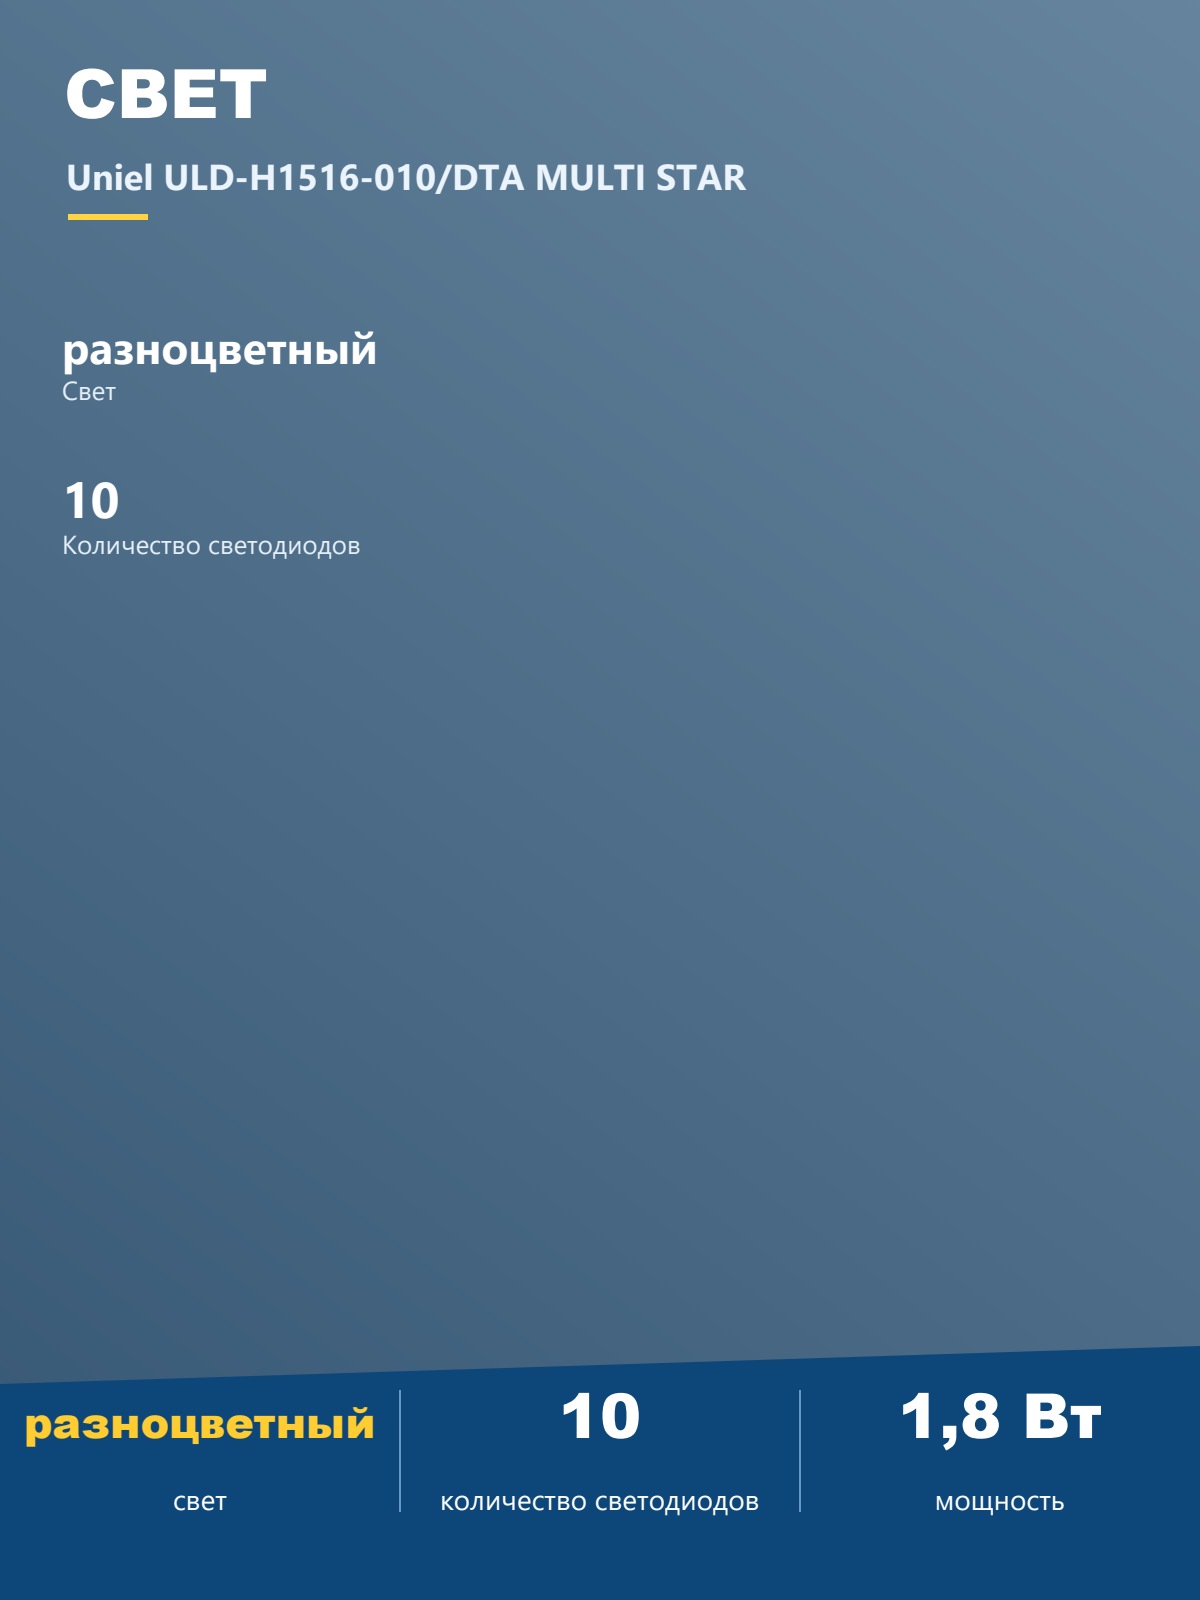 СВЕТ
Uniel ULD-H1516-010/DTA MULTI STAR
разноцветный
Свет
10
Количество светодиодов
разноцветный
свет
10
количество светодиодов
1,8 Вт
мощность